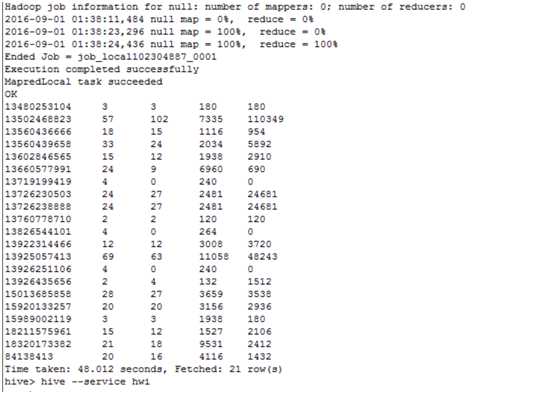 Hadoop job information for null: number of mappers: 0; number of reducers: 0
2016-09-01 01:38:11,484 null map = 0%, reduce = 0%
2016-09-01 01:38:23,296 null map = 100%, reduce = 0%
2016-09-01 01:38:24,436 null map = 100%, reduce = 100%
Ended Job = job_local102304887_0001
Execution completed successfully
MapredLocal task succeeded
OK
13480253104 3 3 180 180
13502468823 57 102 7335 110349
13560436666 18 15 1116 954
13560439658 33 24 2034 5892
13602846565 15 12 1938 2910
13660577991 24 9 6960 690
13719199419 4 0 240 0
13726230503 24 27 2481 24681
13726238888 24 27 2481 24681
13760778710 2 2 120 120
13826544101 4 0 264 0
13922314466 12 12 3008 3720
13925057413 69 63 11058 48243
13926251106 4 0 240 0
13926435656 2 4 132 1512
15013685858 28 27 3659 3538
15920133257 20 20 3156 2936
15989002119 3 3 1938 180
18211575961 15 12 1527 2106
18320173382 21 18 9531 2412
84138413 20 16 4116 1432
Time taken: 48.012 seconds, Fetched: 21 row(s)
hive> hive --service hwi